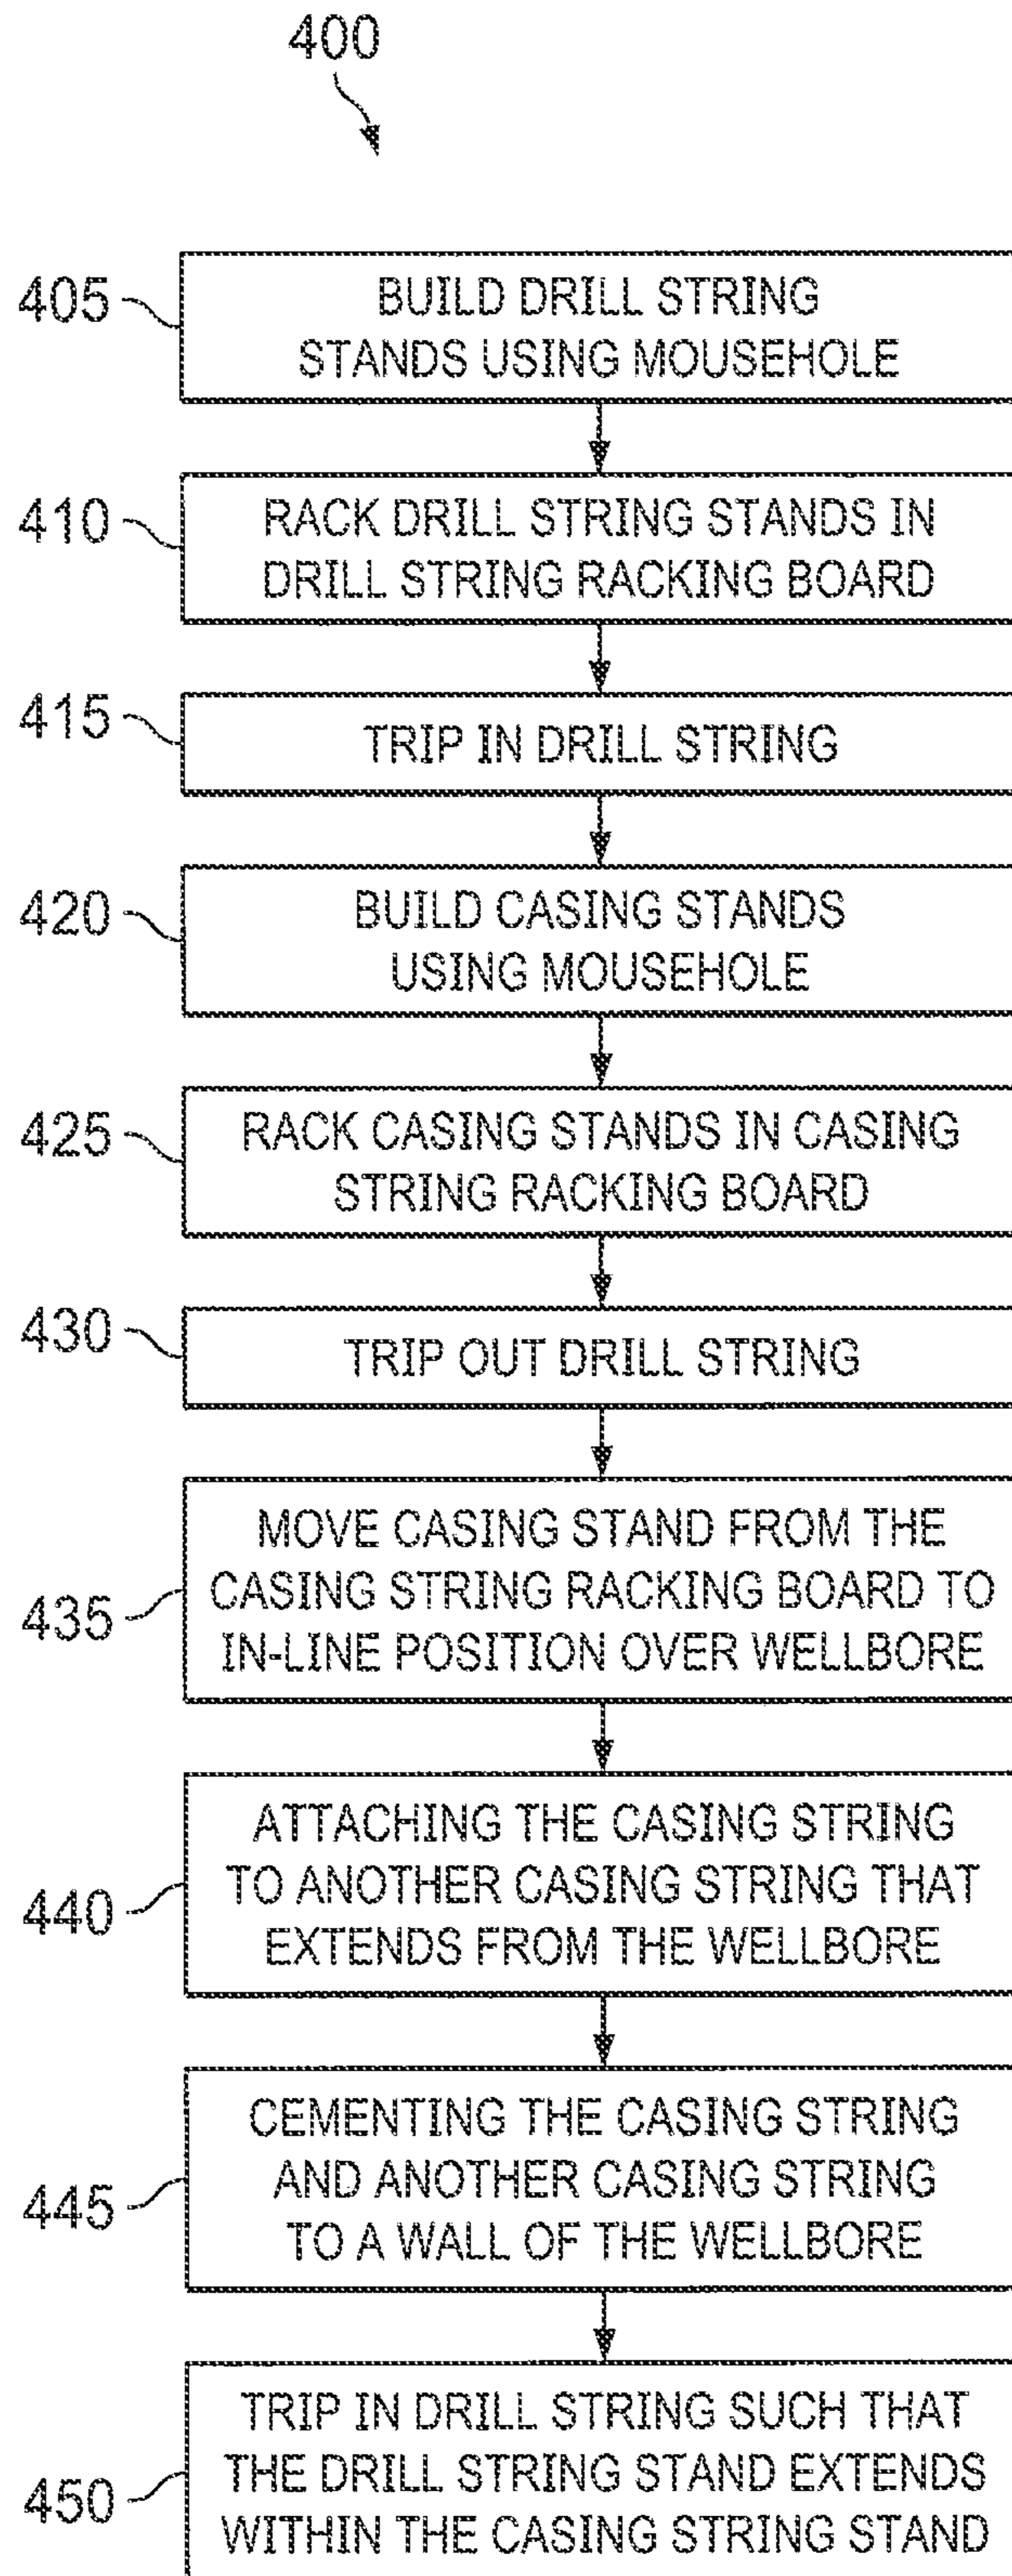 400
405
BUILD DRILL STRING
STANDS USING MOUSEHOLE
410
RACK DRILL STRING STANDS IN
DRILL STRING RACKING BOARD
415
TRIP IN DRILL STRING
420
BUILD CASING STANDS
USING MOUSEHOLE
425
RACK CASING STANDS IN CASING
STRING RACKING BOARD
430
TRIP OUT DRILL STRING
435
MOVE CASING STAND FROM THE
CASING STRING RACKING BOARD TO
IN-LINE POSITION OVER WELLBORE
440
ATTACHING THE CASING STRING
TO ANOTHER CASING STRING THAT
EXTENDS FROM THE WELLBORE
445
CEMENTING THE CASING STRING
AND ANOTHER CASING STRING
TO A WALL OF THE WELLBORE
450
TRIP IN DRILL STRING SUCH THAT
THE DRILL STRING STAND EXTENDS
WITHIN THE CASING STRING STAND